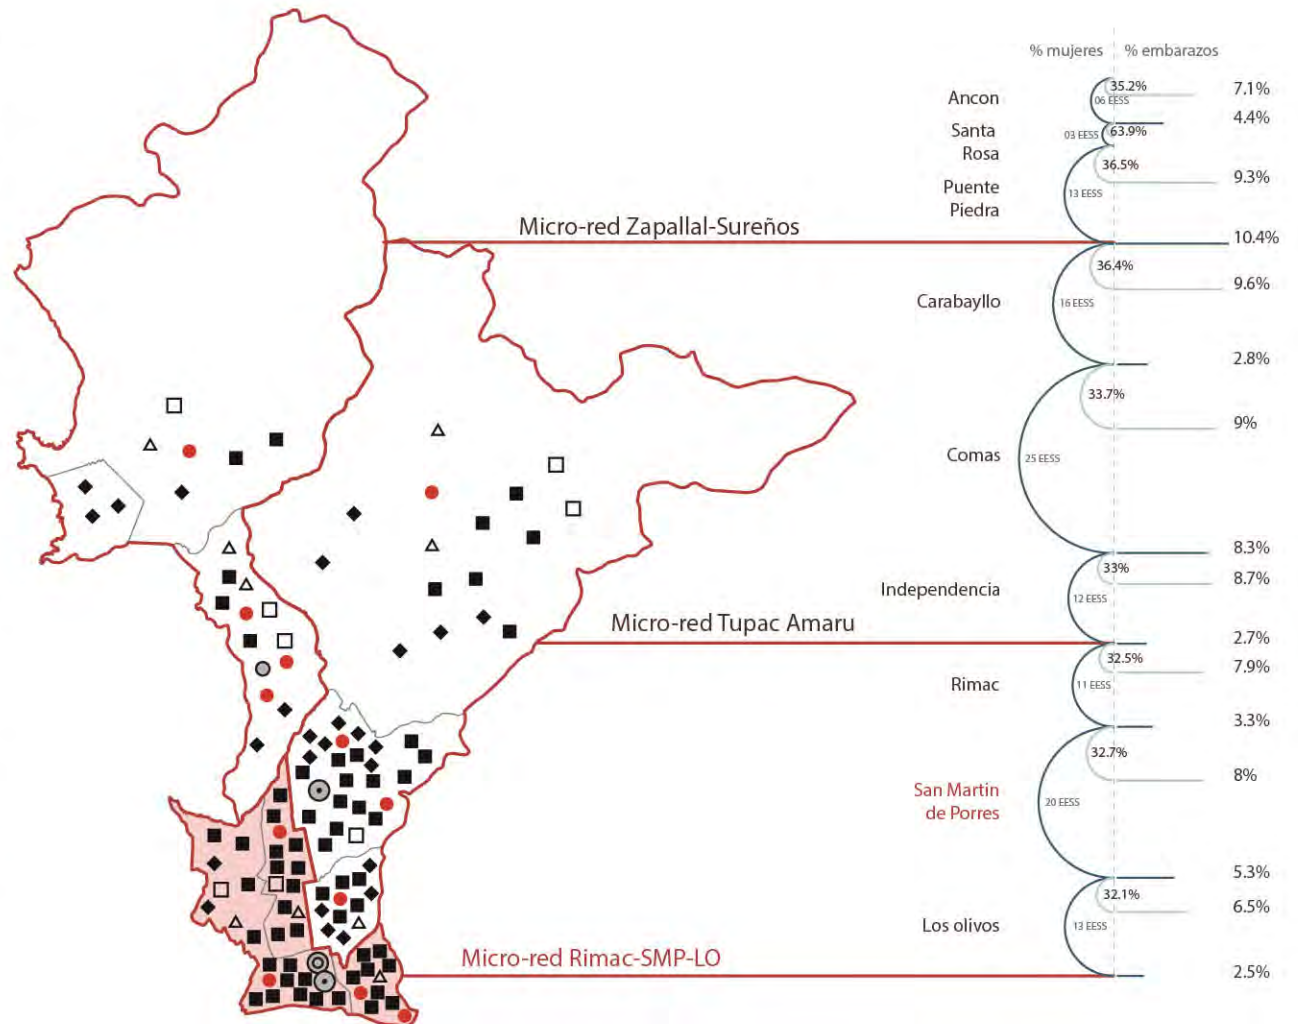 % mujeres % embarazos
35.2% 7.1%
Ancon 06 EESS
4.4%
Santa 03 EESS 63.9%
Rosa
36.5% 9.3%
Puente 13 EESS
Piedra
Micro-red Zapallal-Sureños
10.4%
36.4%
9.6%
Carabayllo 16 EESS
2.8%
33.7%
9%
Comas 25 EESS
8.3%
33% 8.7%
Independencia 12 EESS
Micro-red Tupac Amaru
2.7%
32.5% 7.9%
Rimac 11 EESS
3.3%
32.7%
8%
San Martin 20 EESS
de Porres
5.3%
32.1%
6.5%
Los olivos 13 EESS
Micro-red Rimac-SMP-LO
2.5%